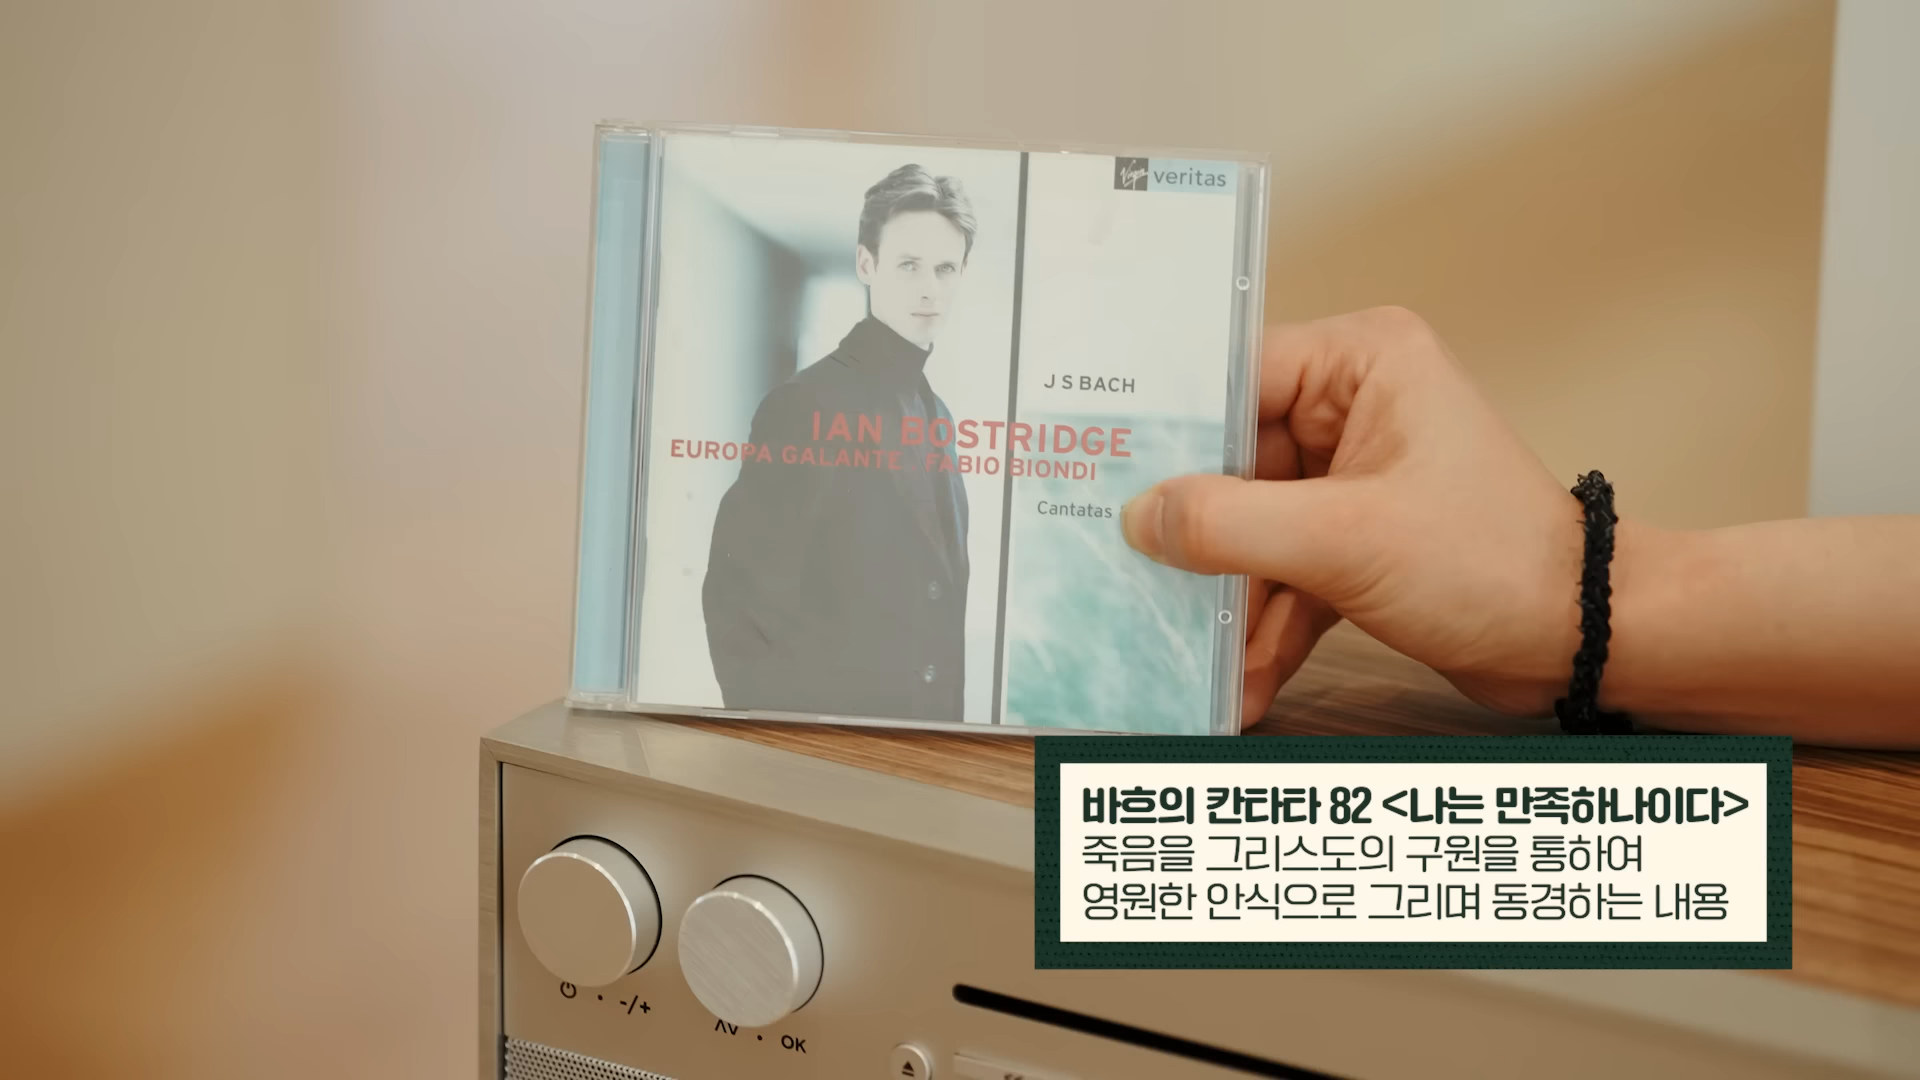 Virgin veritas
J S BACH
IAN BOSTRIDGE
EUROPA GALANTE . FABIO BIONDI
Cantatas
바흐의 칸타타 82 <나는 만족하나이다>
죽음을 그리스도의 구원을 통하여
영원한 안식으로 그리며 동경하는 내용
-/+
OK